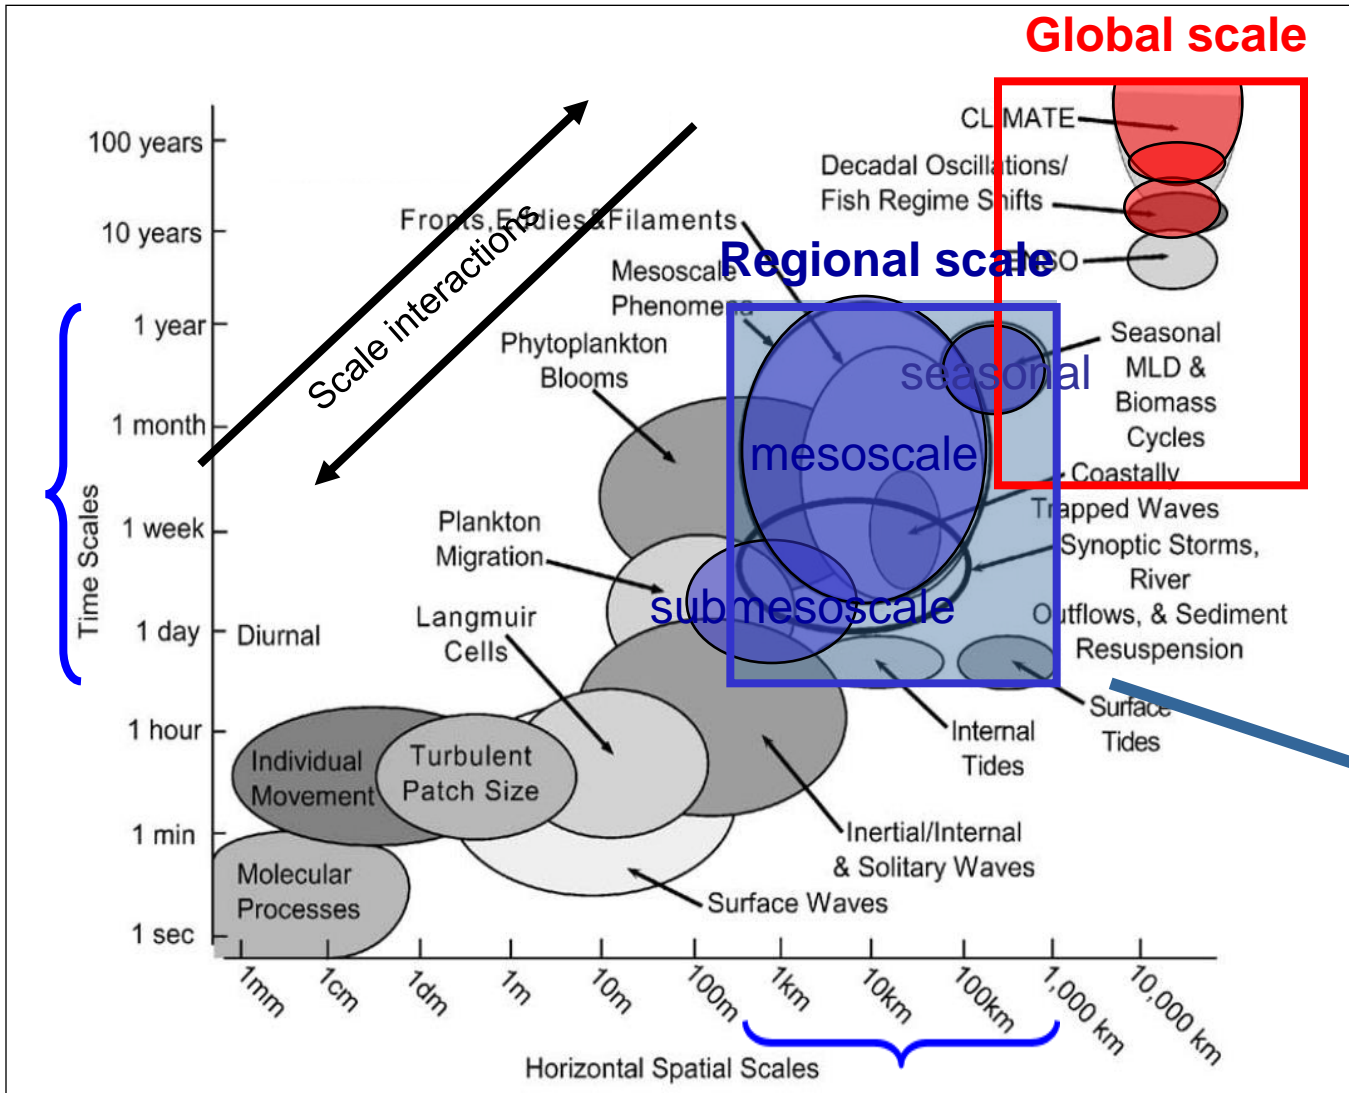 Global scale
CLIMATE
100 years
Decadal Oscillations/
Fish Regime Shifts
Fronts,Eddies&Filaments
10 years
Regional scale
ENSO
Mesoscale
Phenomena
Scale interactions
1 year
Seasonal
MLD &
Biomass
Cycles
Phytoplankton
Blooms
seasonal
1 month
mesoscale
Coastally
Trapped Waves
Time Scales
1 week
Plankton
Migration
Synoptic Storms,
River
Outflows, & Sediment
Resuspension
submesoscale
1 day
Diurnal
Langmuir
Cells
Surface
Tides
Internal
Tides
1 hour
Individual
Movement
Turbulent
Patch Size
1 min
Inertial/Internal
& Solitary Waves
Molecular
Processes
Surface Waves
1 sec
1mm
1cm
1dm
1m
10m
100m
1km
10km
100km
1,000 km
10,000 km
Horizontal Spatial Scales